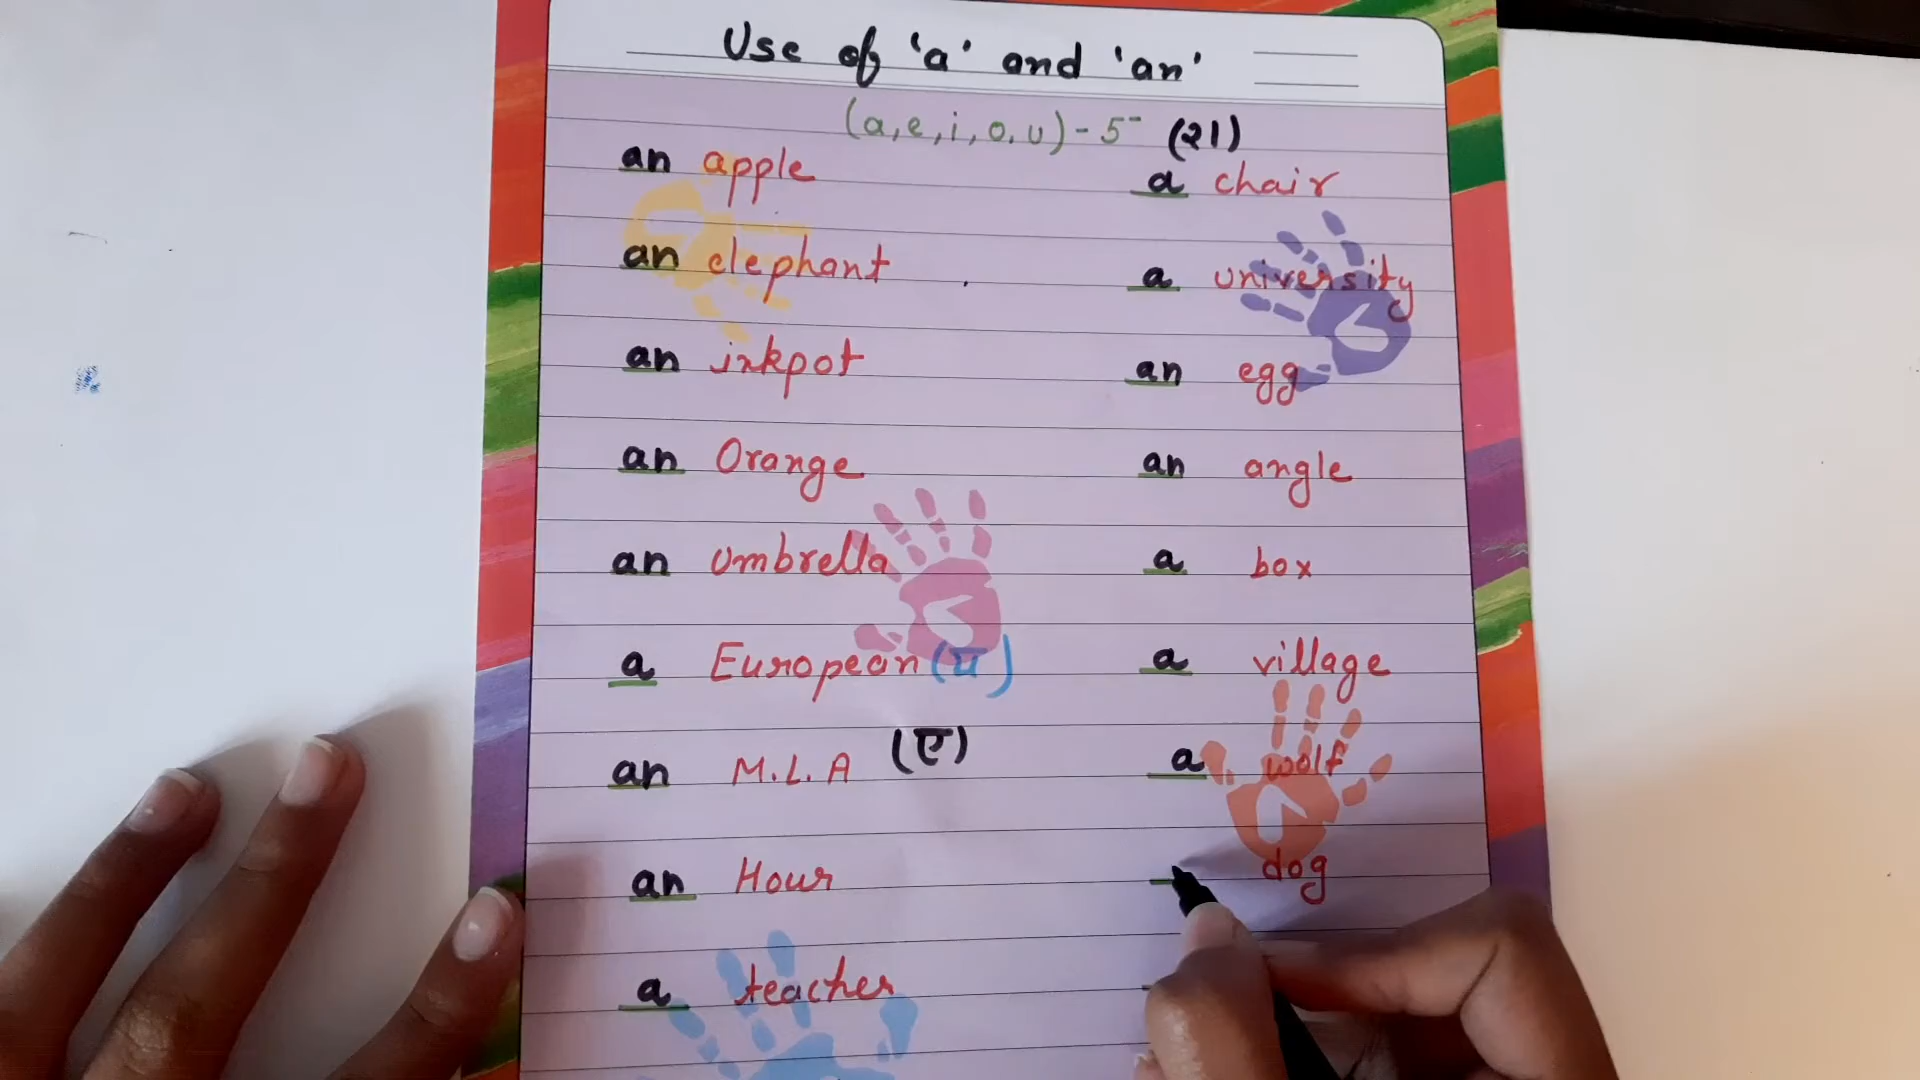 Use of 'a' and 'an'
(a, e, i, o, u) - 5 (21)
an apple
an elephant
an inkpot
an Orange
an Umbrella
a European (य)
an M.L.A (ए)
an Hour
a teacher
a chair
a university
an egg
an angle
a box
a village
a wolf
dog